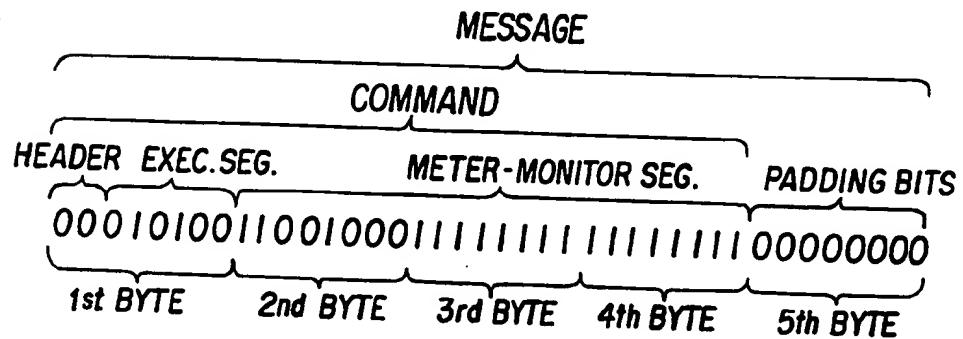 MESSAGE
COMMAND
HEADER EXEC. SEG. METER-MONITOR SEG. PADDING BITS
0001010011001000111111111111111100000000
1st BYTE 2nd BYTE 3rd BYTE 4th BYTE 5th BYTE